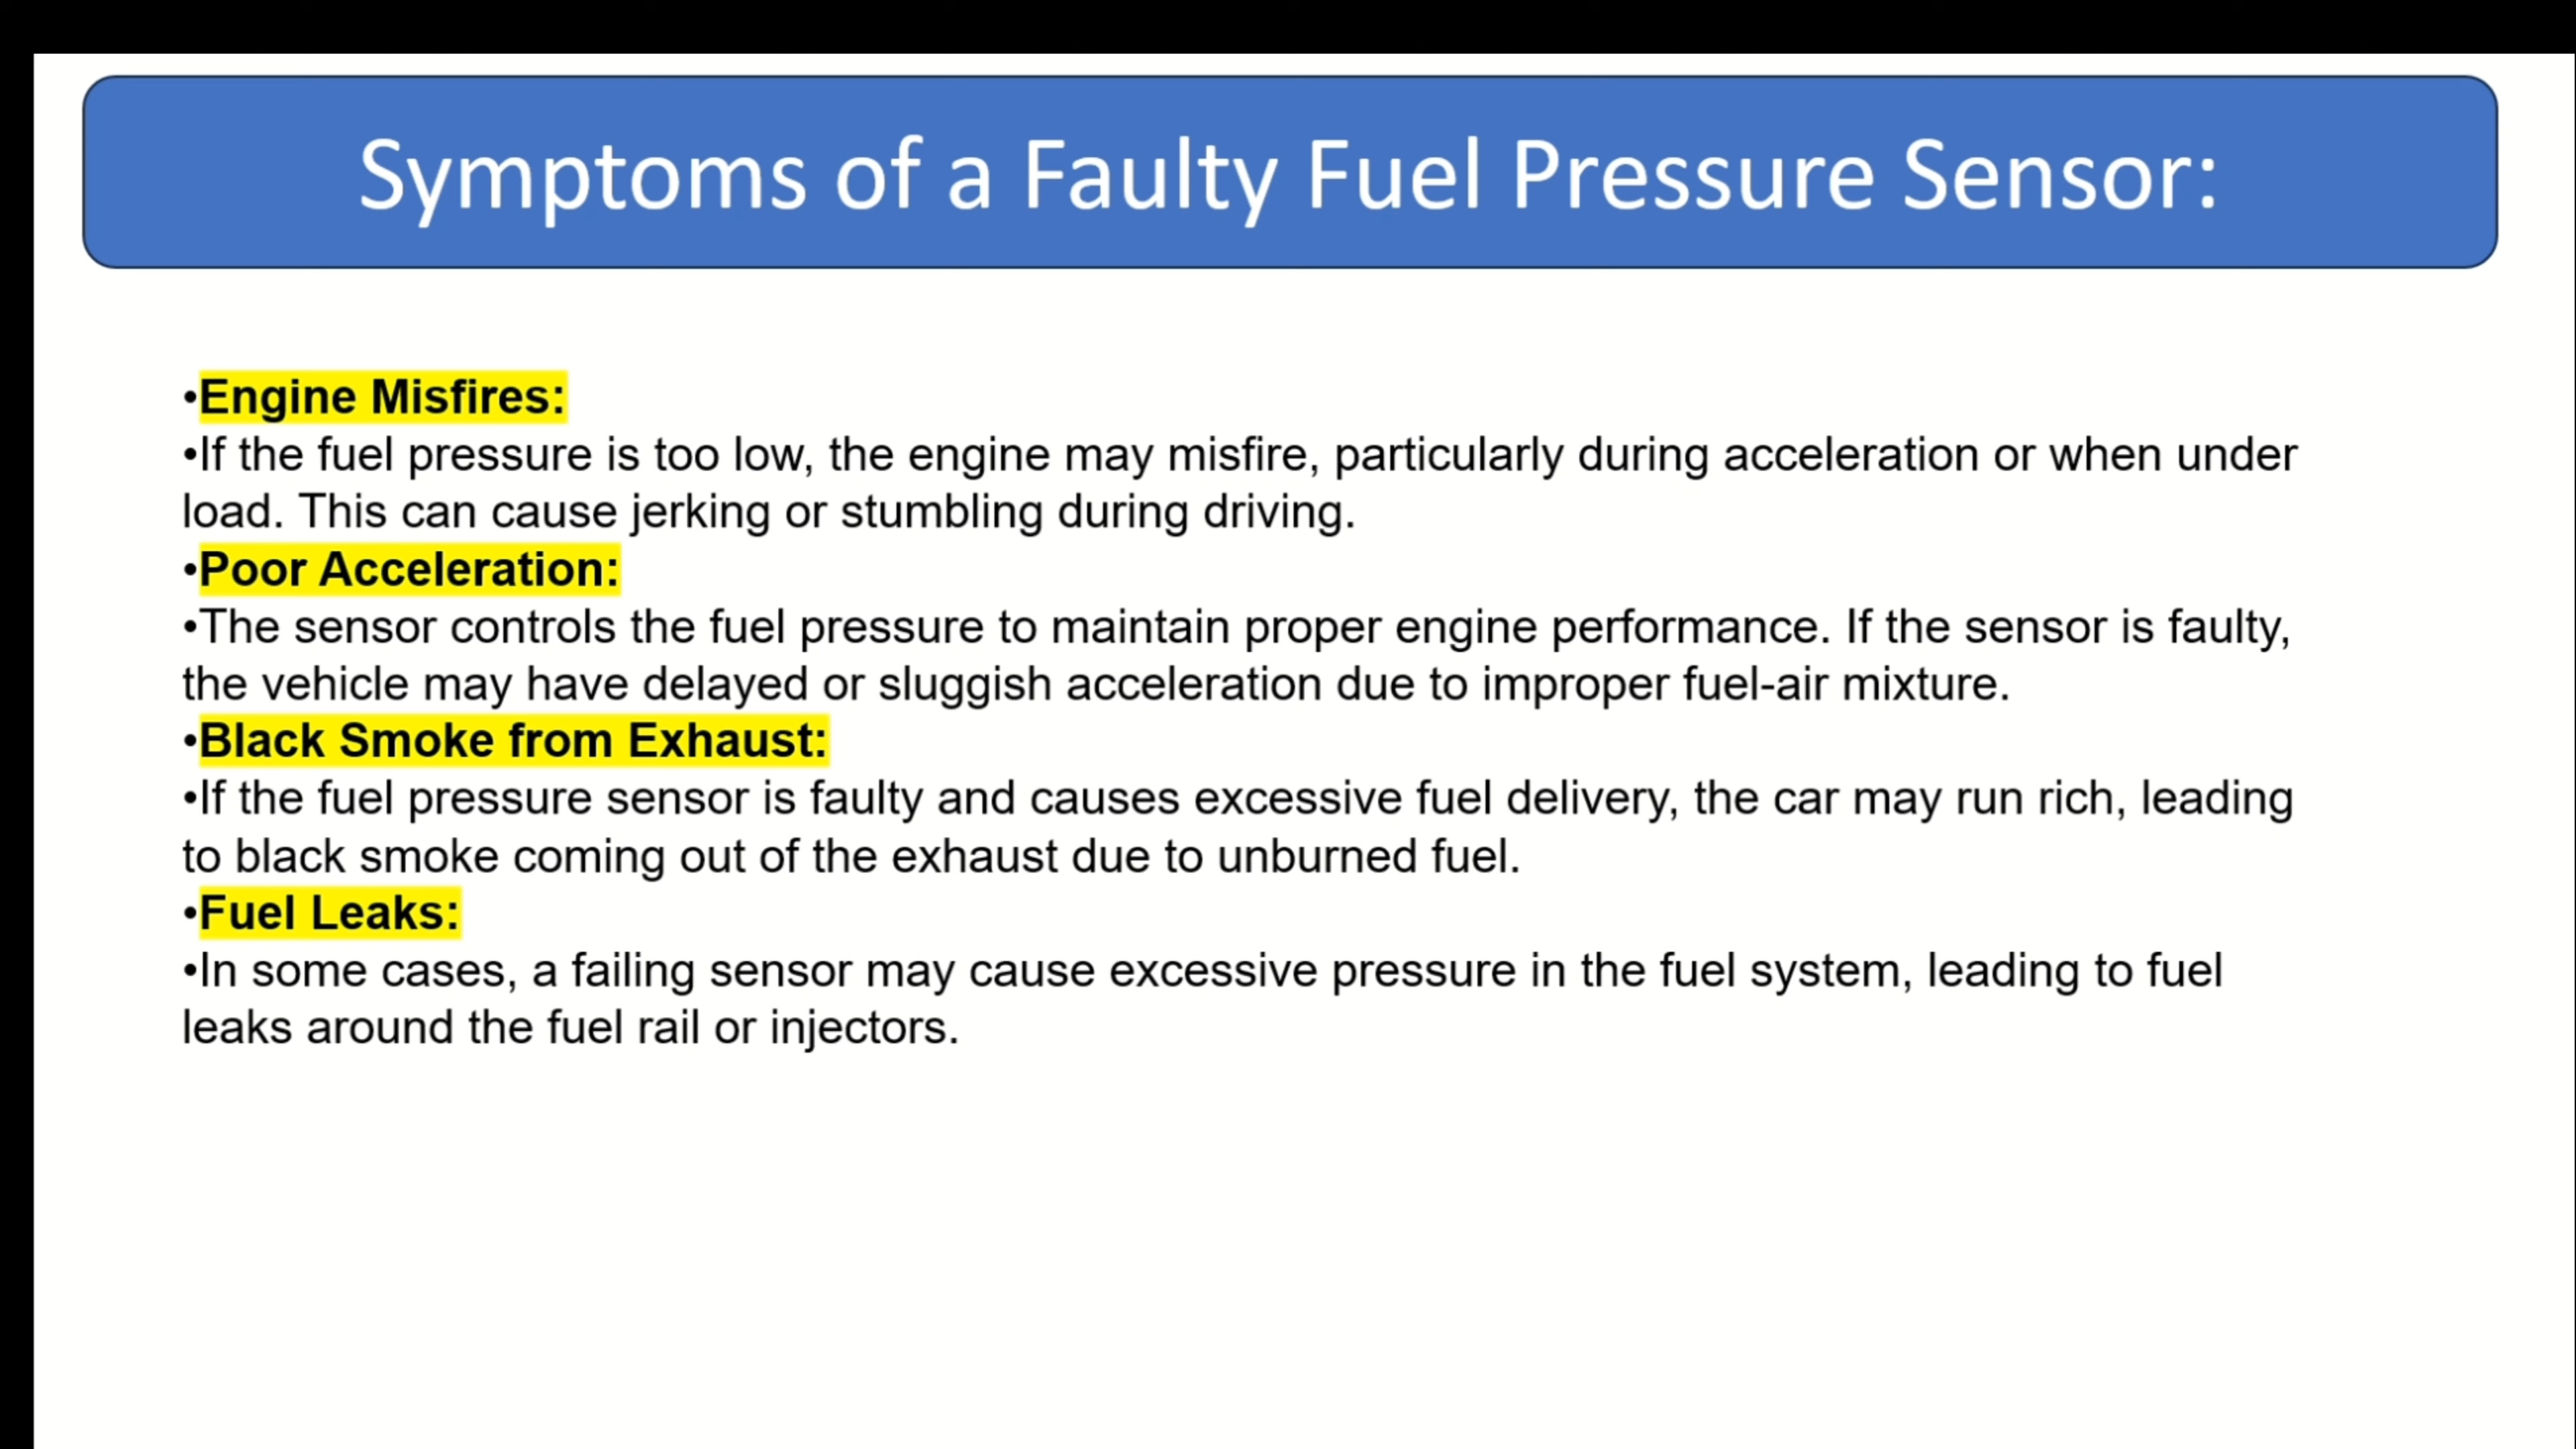 Symptoms of a Faulty Fuel Pressure Sensor:
•Engine Misfires:
•If the fuel pressure is too low, the engine may misfire, particularly during acceleration or when under
load. This can cause jerking or stumbling during driving.
•Poor Acceleration:
•The sensor controls the fuel pressure to maintain proper engine performance. If the sensor is faulty,
the vehicle may have delayed or sluggish acceleration due to improper fuel-air mixture.
•Black Smoke from Exhaust:
•If the fuel pressure sensor is faulty and causes excessive fuel delivery, the car may run rich, leading
to black smoke coming out of the exhaust due to unburned fuel.
•Fuel Leaks:
•In some cases, a failing sensor may cause excessive pressure in the fuel system, leading to fuel
leaks around the fuel rail or injectors.